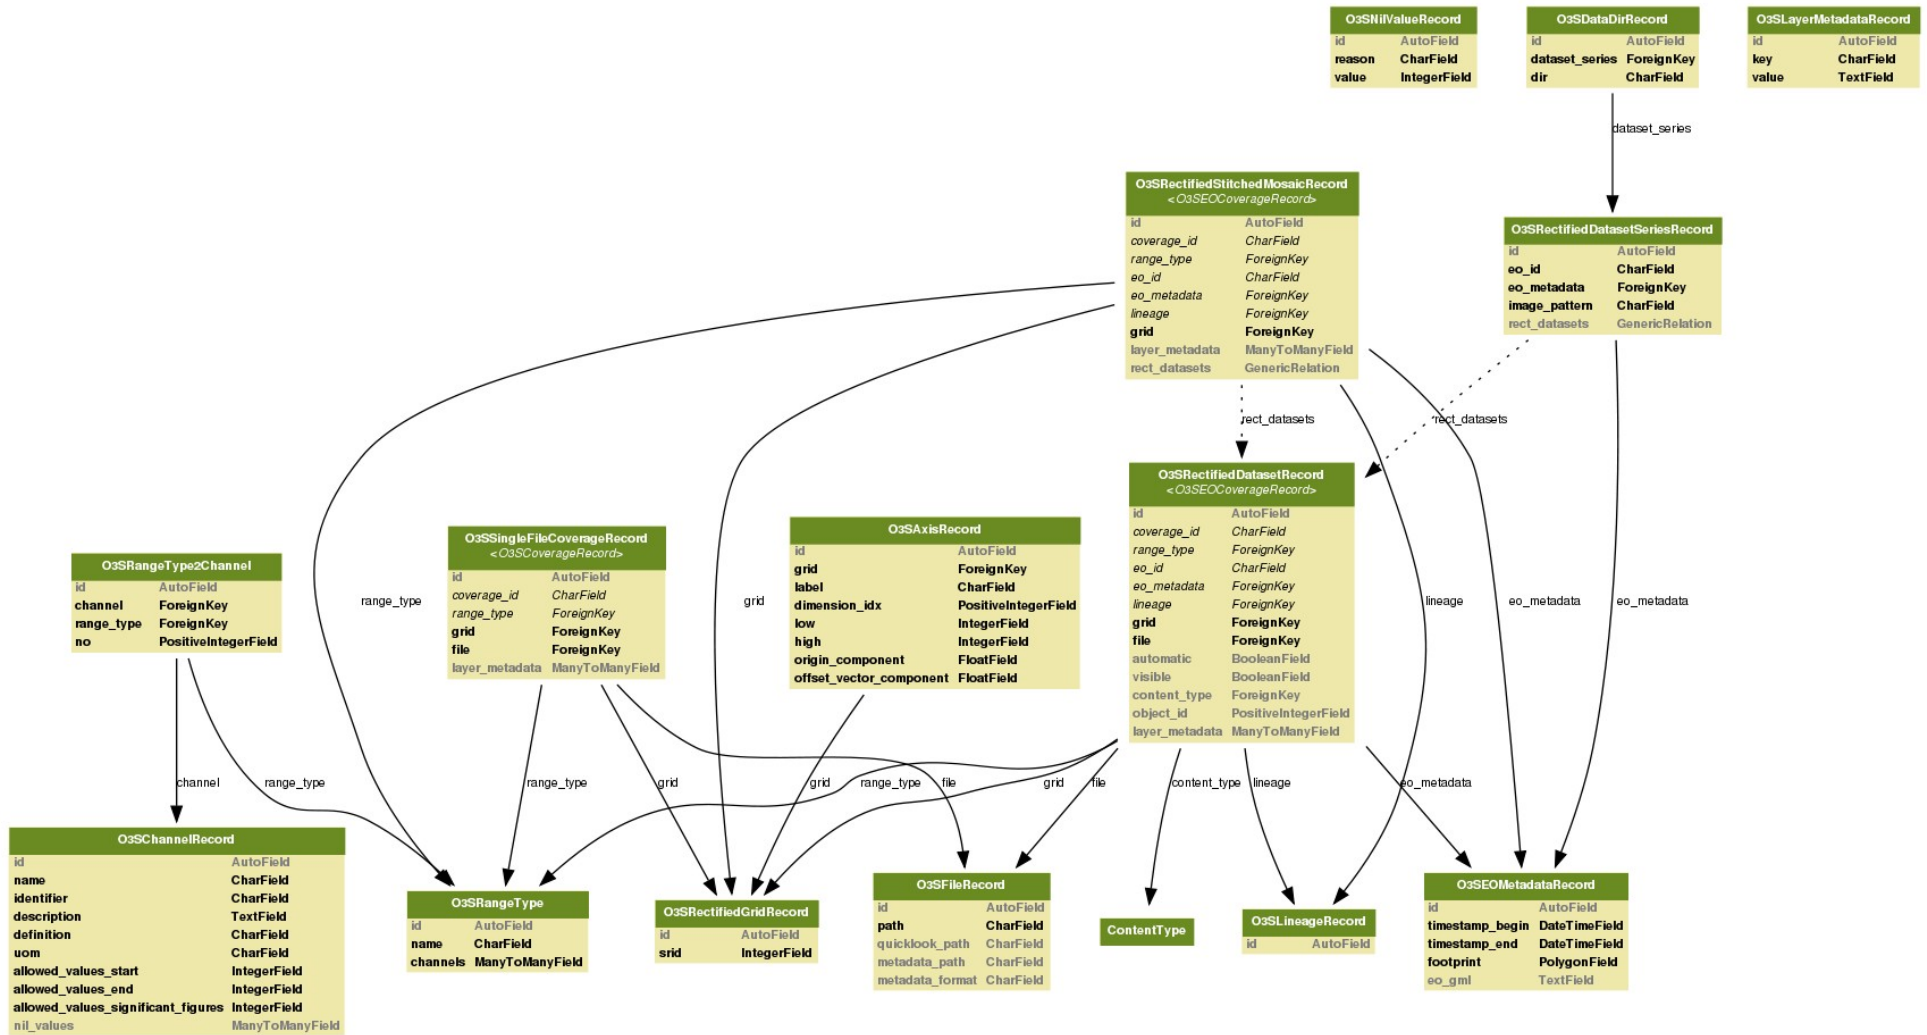 O3SNilValueRecord
id AutoField
reason CharField
value IntegerField
O3SDataDirRecord
id AutoField
dataset_series ForeignKey
dir CharField
O3SLayerMetadataRecord
id AutoField
key CharField
value TextField
dataset_series
O3SRectifiedStitchedMosaicRecord
<O3SEOCoverageRecord>
id AutoField
coverage_id CharField
range_type ForeignKey
eo_id CharField
eo_metadata ForeignKey
lineage ForeignKey
grid ForeignKey
layer_metadata ManyToManyField
rect_datasets GenericRelation
O3SRectifiedDatasetSeriesRecord
id AutoField
eo_id CharField
eo_metadata ForeignKey
image_pattern CharField
rect_datasets GenericRelation
rect_datasets
rect_datasets
O3SRangeType2Channel
id AutoField
channel ForeignKey
range_type ForeignKey
no PositiveIntegerField
range_type
O3SSingleFileCoverageRecord
<O3SCoverageRecord>
id AutoField
coverage_id CharField
range_type ForeignKey
grid ForeignKey
file ForeignKey
layer_metadata ManyToManyField
grid
O3SAxisRecord
id AutoField
grid ForeignKey
label CharField
dimension_idx PositiveIntegerField
low IntegerField
high IntegerField
origin_component FloatField
offset_vector_component FloatField
O3SRectifiedDatasetRecord
<O3SEOCoverageRecord>
id AutoField
coverage_id CharField
range_type ForeignKey
eo_id CharField
eo_metadata ForeignKey
lineage ForeignKey
grid ForeignKey
file ForeignKey
automatic BooleanField
visible BooleanField
content_type ForeignKey
object_id PositiveIntegerField
layer_metadata ManyToManyField
lineage
eo_metadata
eo_metadata
channel
range_type
range_type
grid
grid
range_type
file
grid
file
content_type
lineage
eo_metadata
O3SChannelRecord
id AutoField
name CharField
identifier CharField
description TextField
definition CharField
uom CharField
allowed_values_start IntegerField
allowed_values_end IntegerField
allowed_values_significant_figures IntegerField
nil_values ManyToManyField
O3SRangeType
id AutoField
name CharField
channels ManyToManyField
O3SRectifiedGridRecord
id AutoField
srid IntegerField
O3SFileRecord
id AutoField
path CharField
quicklook_path CharField
metadata_path CharField
metadata_format CharField
ContentType
O3SLineageRecord
id AutoField
O3SEOMetadataRecord
id AutoField
timestamp_begin DateTimeField
timestamp_end DateTimeField
footprint PolygonField
eo_gml TextField